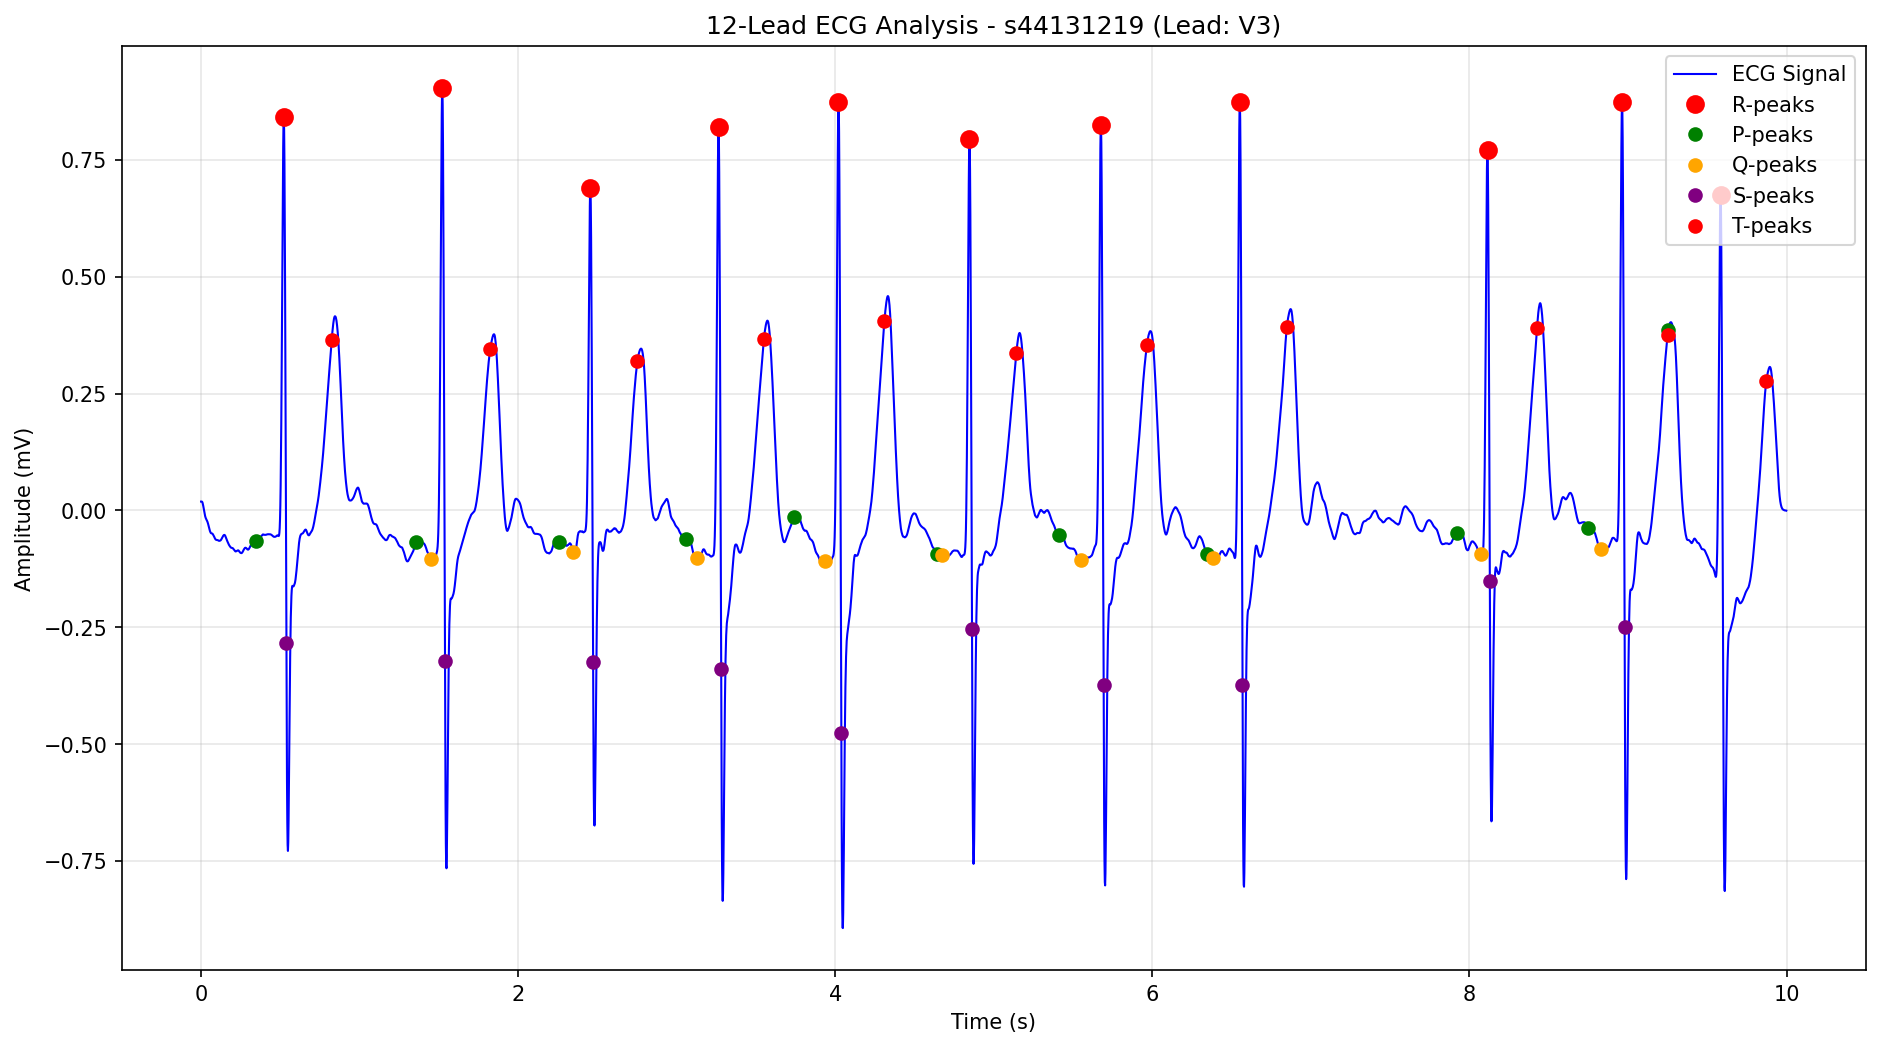 12-Lead ECG Analysis - s44131219 (Lead: V3)
ECG Signal
R-peaks
P-peaks
Q-peaks
S-peaks
T-peaks
Amplitude (mV)
0.75
0.50
0.25
0.00
−0.25
−0.50
−0.75
0 2 4 6 8 10
Time (s)